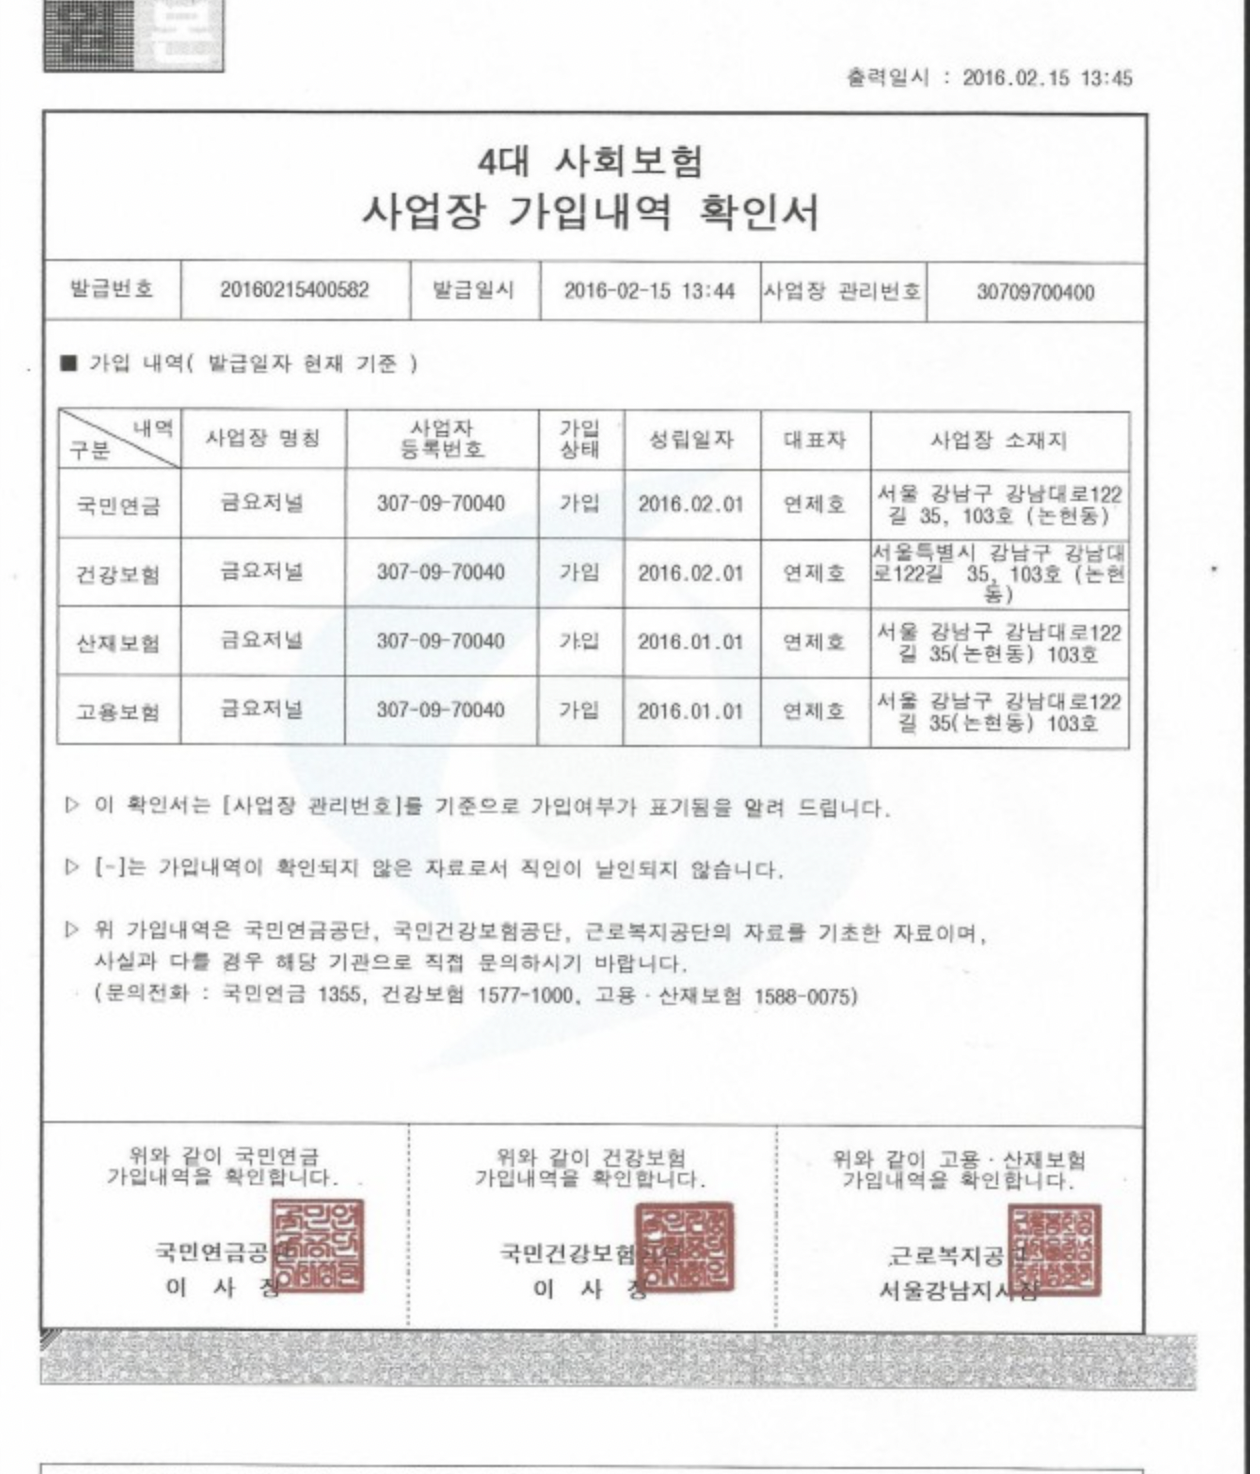 원본
출력일시 : 2016.02.15 13:45
4대 사회보험
사업장 가입내역 확인서
발급번호 20160215400582 발급일시 2016-02-15 13:44 사업장 관리번호 30709700400
■ 가입 내역( 발급일자 현재 기준 )
내역
구분
사업장 명칭
사업자
등록번호
가입
상태
성립일자
대표자
사업장 소재지
국민연금 금요저널 307-09-70040 가입 2016.02.01 연제호
서울 강남구 강남대로122
길 35, 103호 (논현동)
건강보험 금요저널 307-09-70040 가입 2016.02.01 연제호
서울특별시 강남구 강남대
로122길 35, 103호 (논현
동)
산재보험 금요저널 307-09-70040 가입 2016.01.01 연제호
서울 강남구 강남대로122
길 35(논현동) 103호
고용보험 금요저널 307-09-70040 가입 2016.01.01 연제호
서울 강남구 강남대로122
길 35(논현동) 103호
▷ 이 확인서는 [사업장 관리번호]를 기준으로 가입여부가 표기됨을 알려 드립니다.
▷ [-]는 가입내역이 확인되지 않은 자료로서 직인이 날인되지 않습니다.
▷ 위 가입내역은 국민연금공단, 국민건강보험공단, 근로복지공단의 자료를 기초한 자료이며,
사실과 다를 경우 해당 기관으로 직접 문의하시기 바랍니다.
(문의전화 : 국민연금 1355, 건강보험 1577-1000, 고용·산재보험 1588-0075)
위와 같이 국민연금
가입내역을 확인합니다.
국민연금공단
이 사 장
위와 같이 건강보험
가입내역을 확인합니다.
국민건강보험공단
이 사 장
위와 같이 고용·산재보험
가입내역을 확인합니다.
근로복지공단
서울강남지사장